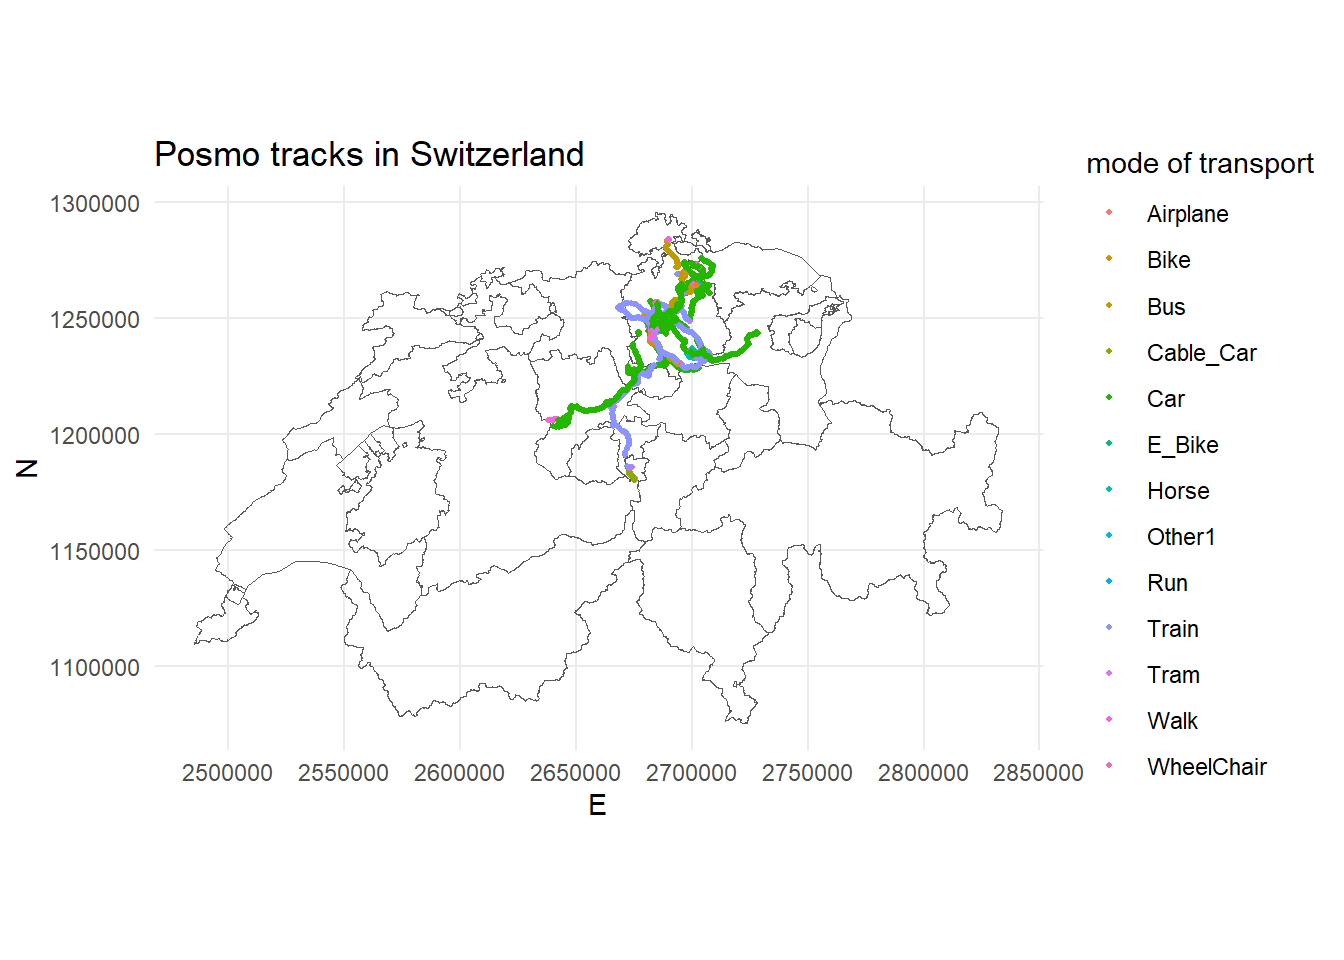 Posmo tracks in Switzerland
mode of transport
Airplane
Bike
Bus
Cable_Car
Car
E_Bike
Horse
Other1
Run
Train
Tram
Walk
WheelChair
1300000
1250000
1200000
1150000
1100000
N
2500000 2550000 2600000 2650000 2700000 2750000 2800000 2850000
E